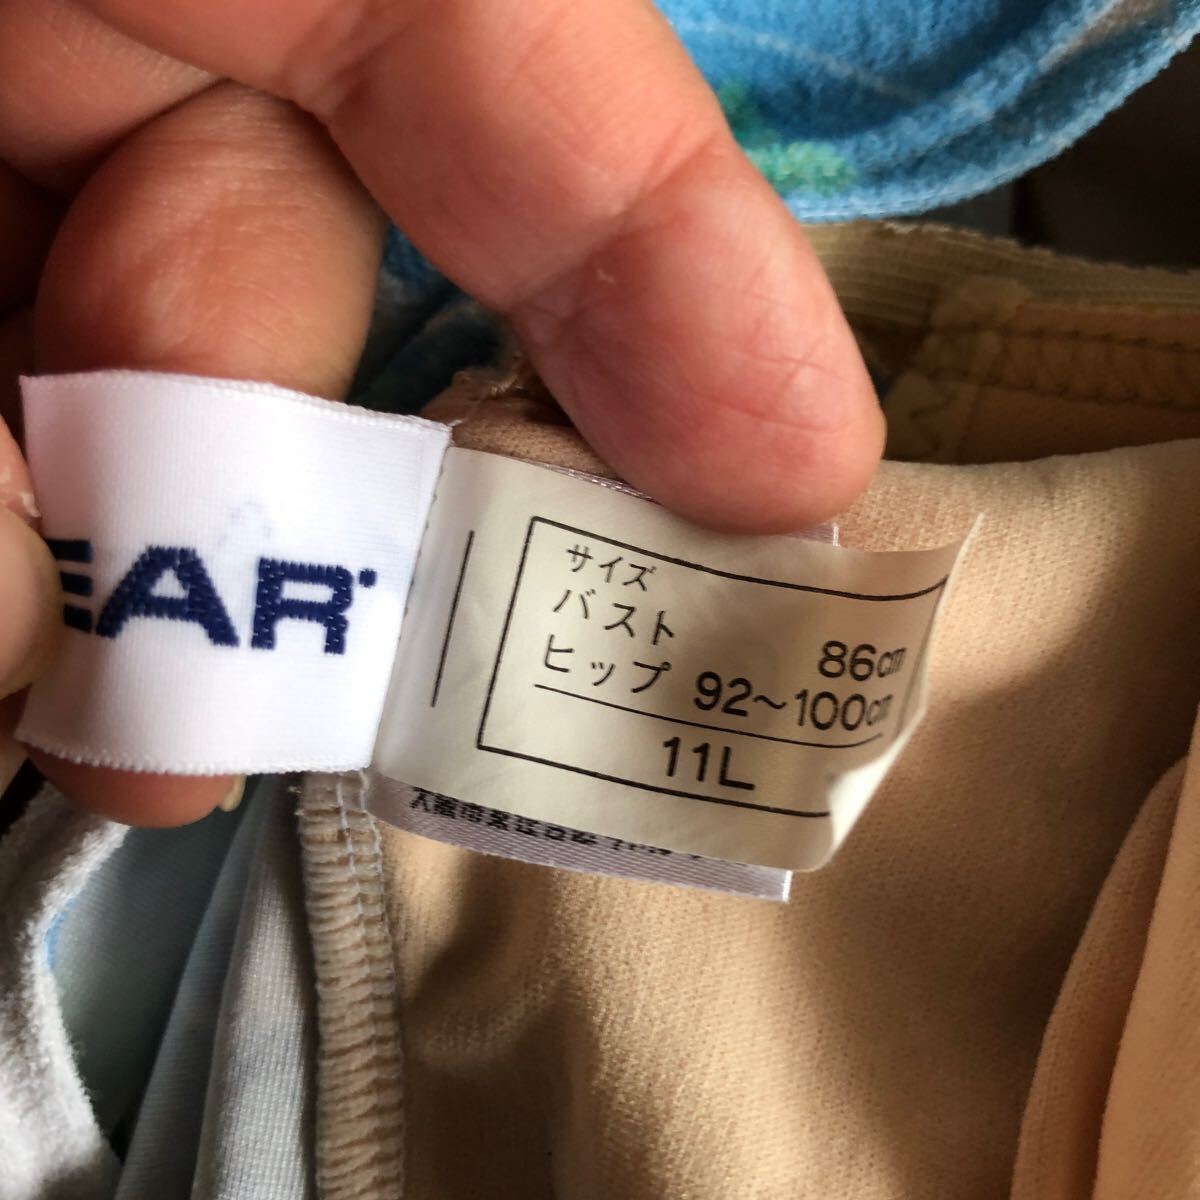 EAR
サイズ
バスト 86cm
ヒップ 92~100cm
11L